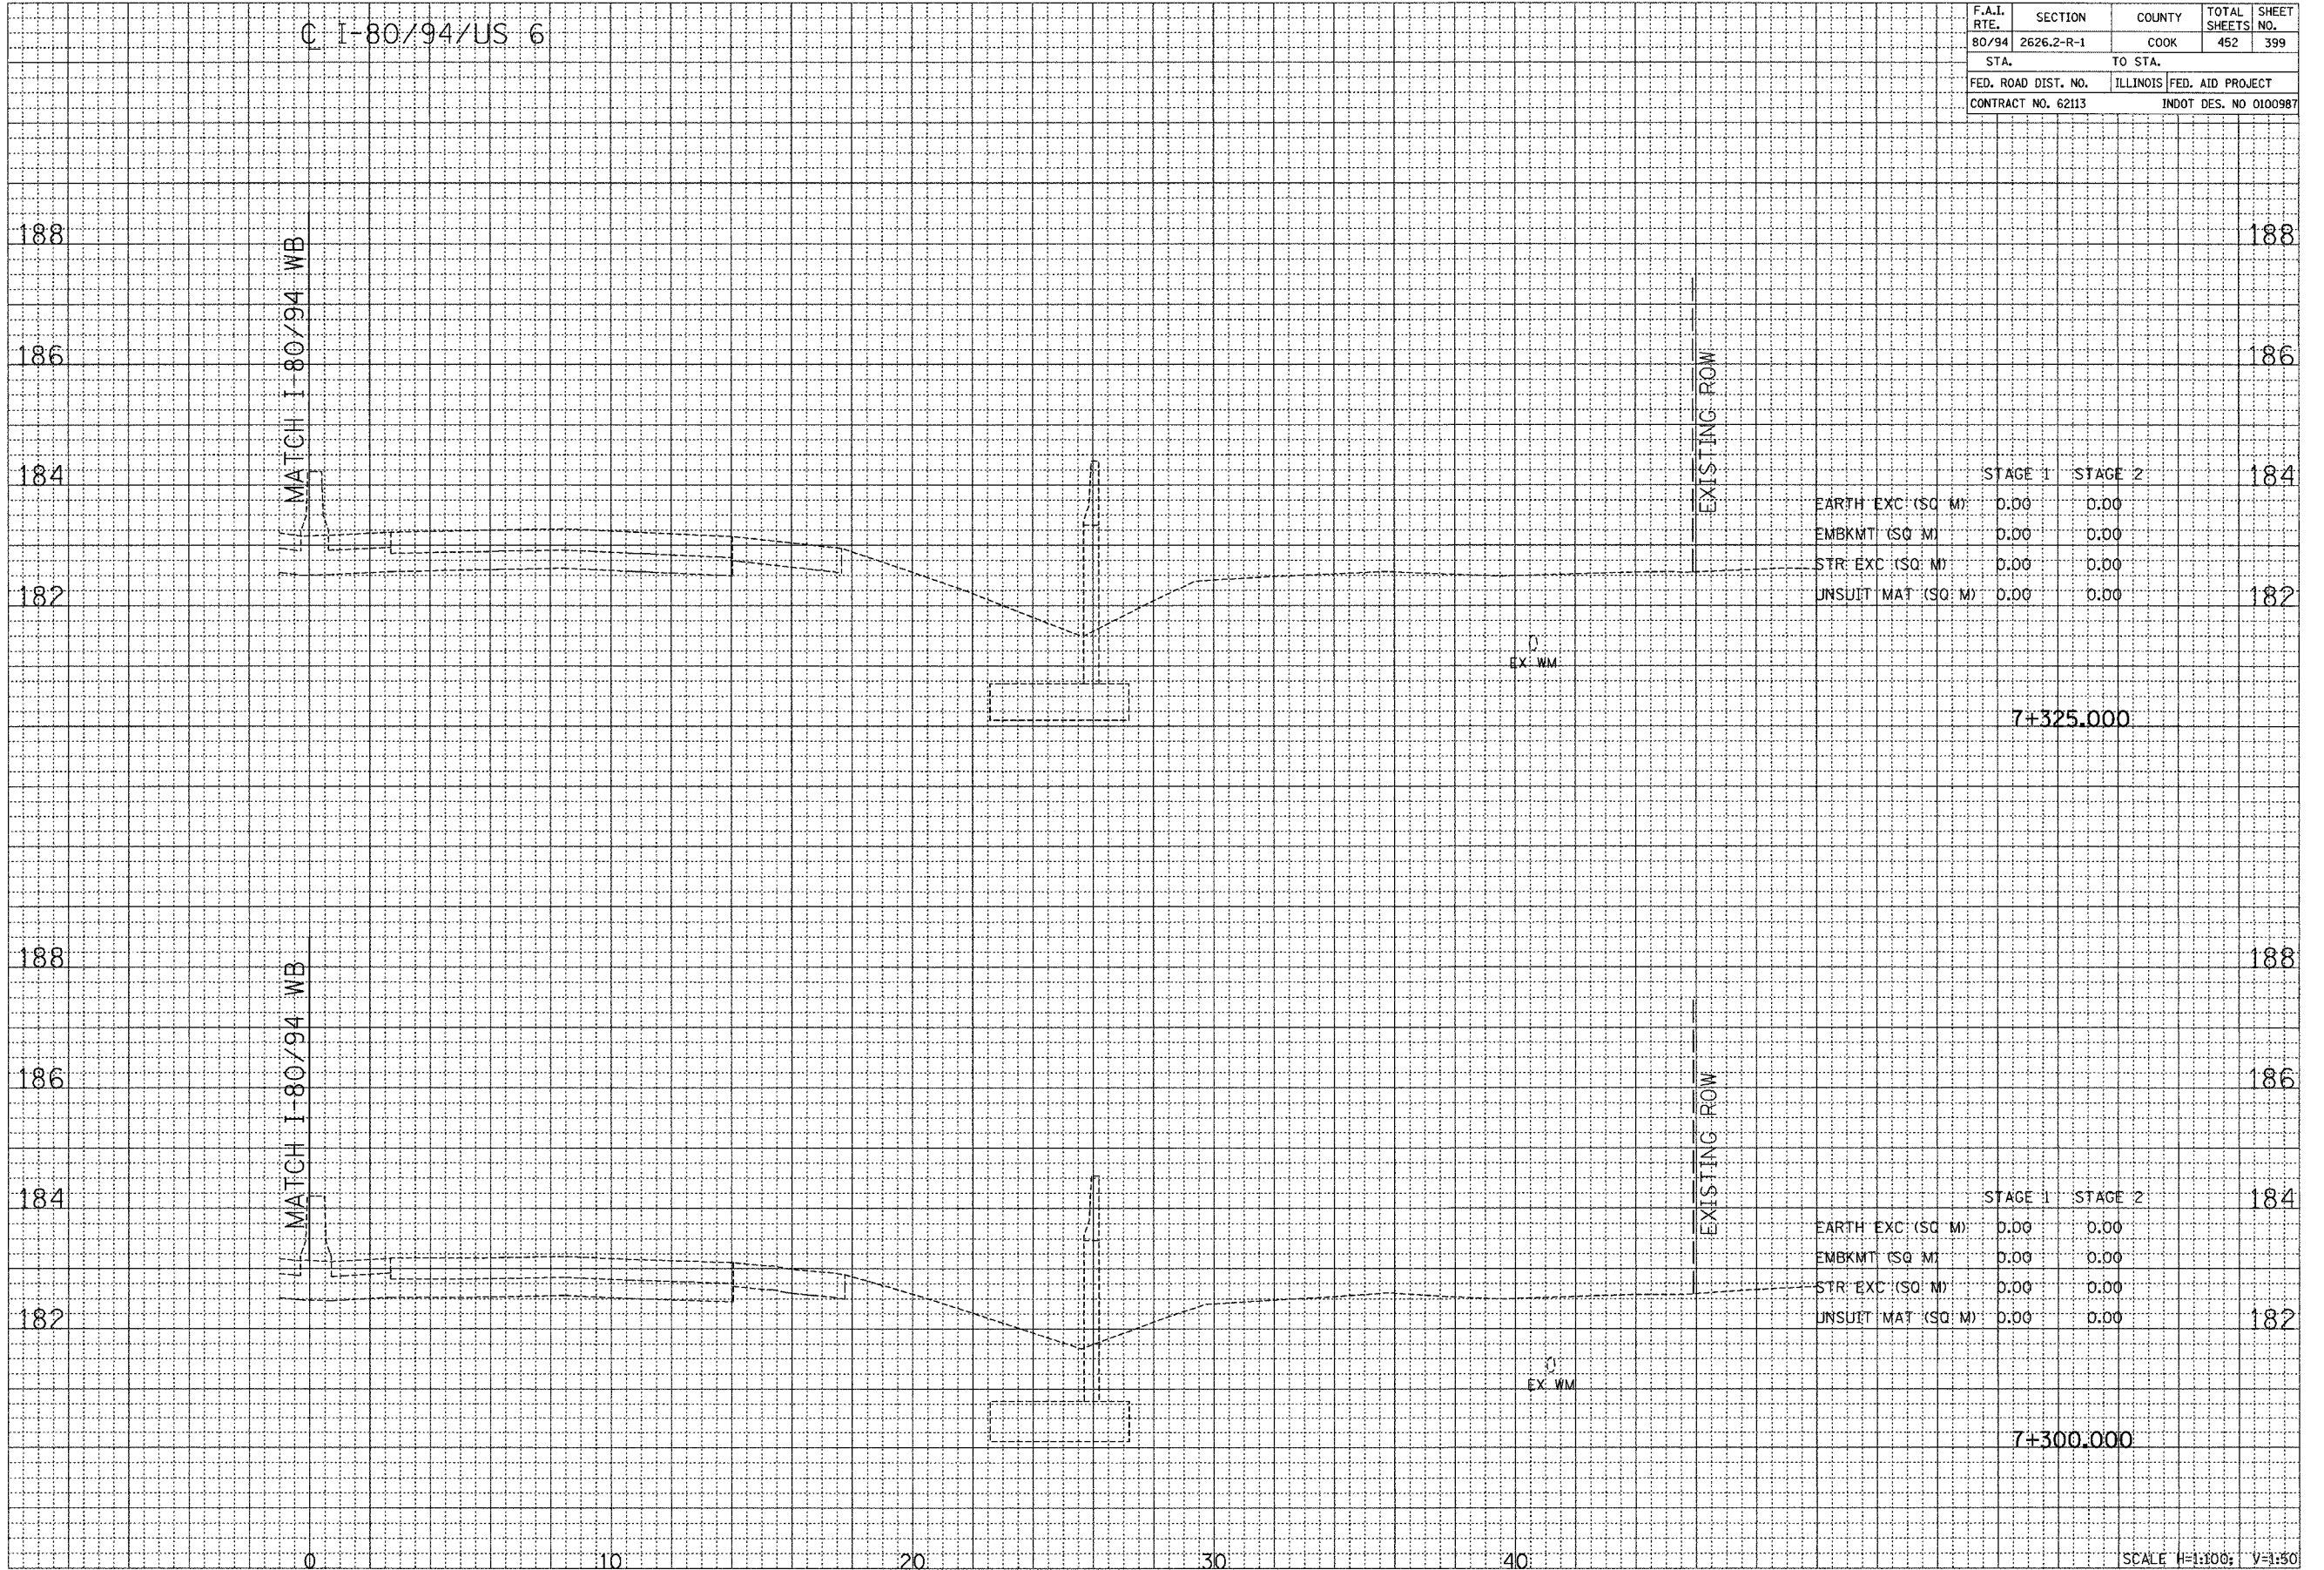 ℄ I-80/94/US 6
F.A.I. RTE. SECTION COUNTY TOTAL SHEETS SHEET NO.
80/94 2626.2-R-1 COOK 452 399
STA. TO STA.
FED. ROAD DIST. NO. ILLINOIS FED. AID PROJECT
CONTRACT NO. 62113 INDOT DES. NO 0100987
188 188
MATCH I-80/94 WB
186 186
EXISTING ROW
184 184
STAGE 1 STAGE 2
EARTH EXC (SQ M) 0.00 0.00
EMBKMT (SQ M) 0.00 0.00
STR EXC (SQ M) 0.00 0.00
UNSUIT MAT (SQ M) 0.00 0.00
182 182
EX WM
7+325.000
188 188
MATCH I-80/94 WB
186 186
EXISTING ROW
184 184
STAGE 1 STAGE 2
EARTH EXC (SQ M) 0.00 0.00
EMBKMT (SQ M) 0.00 0.00
STR EXC (SQ M) 0.00 0.00
UNSUIT MAT (SQ M) 0.00 0.00
182 182
EX WM
7+300.000
0 10 20 30 40
SCALE H=1:100; V=1:50